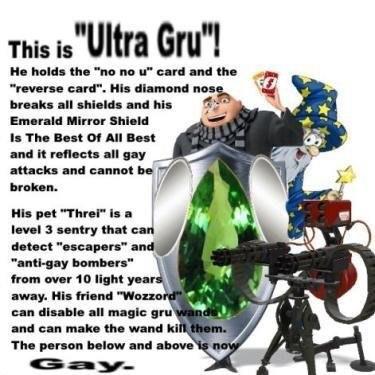 This is "Ultra Gru"!
He holds the "no no u" card and the
"reverse card". His diamond nose
breaks all shields and his
Emerald Mirror Shield
Is The Best Of All Best
and it reflects all gay
attacks and cannot be
broken.
His pet "Threi" is a
level 3 sentry that can
detect "escapers" and
"anti-gay bombers"
from over 10 light years
away. His friend "Wozzord"
can disable all magic gru wands
and can make the wand kill them.
The person below and above is now
Gay.